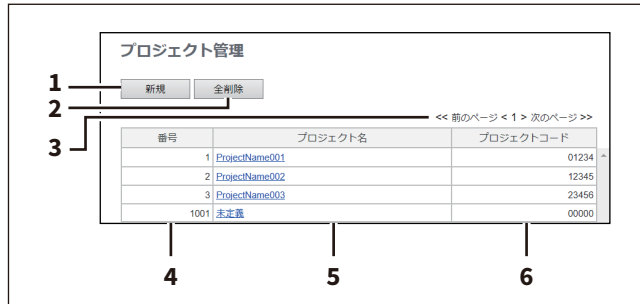 プロジェクト管理
1
新規
全削除
2
<< 前のページ < 1 > 次のページ >>
3
番号 プロジェクト名 プロジェクトコード
1 ProjectName001 01234
2 ProjectName002 12345
3 ProjectName003 23456
1001 未定義 00000
4 5 6